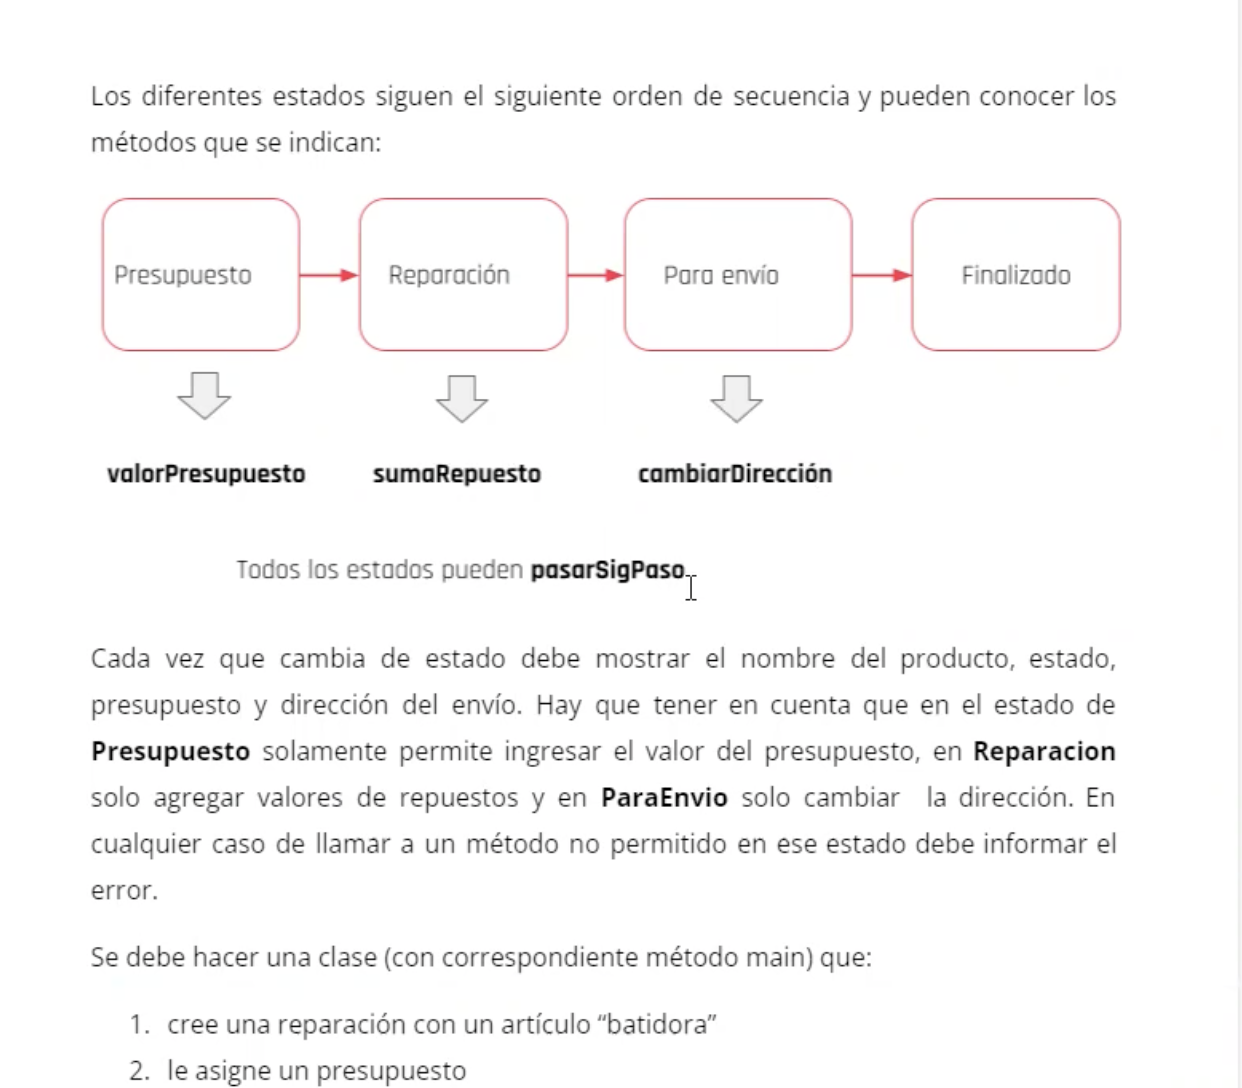 Los diferentes estados siguen el siguiente orden de secuencia y pueden conocer los
métodos que se indican:
Presupuesto
Reparación
Para envío
Finalizado
valorPresupuesto
sumaRepuesto
cambiarDirección
Todos los estados pueden pasarSigPaso
Cada vez que cambia de estado debe mostrar el nombre del producto, estado,
presupuesto y dirección del envío. Hay que tener en cuenta que en el estado de
Presupuesto solamente permite ingresar el valor del presupuesto, en Reparacion
solo agregar valores de repuestos y en ParaEnvio solo cambiar la dirección. En
cualquier caso de llamar a un método no permitido en ese estado debe informar el
error.
Se debe hacer una clase (con correspondiente método main) que:
1. cree una reparación con un artículo “batidora”
2. le asigne un presupuesto